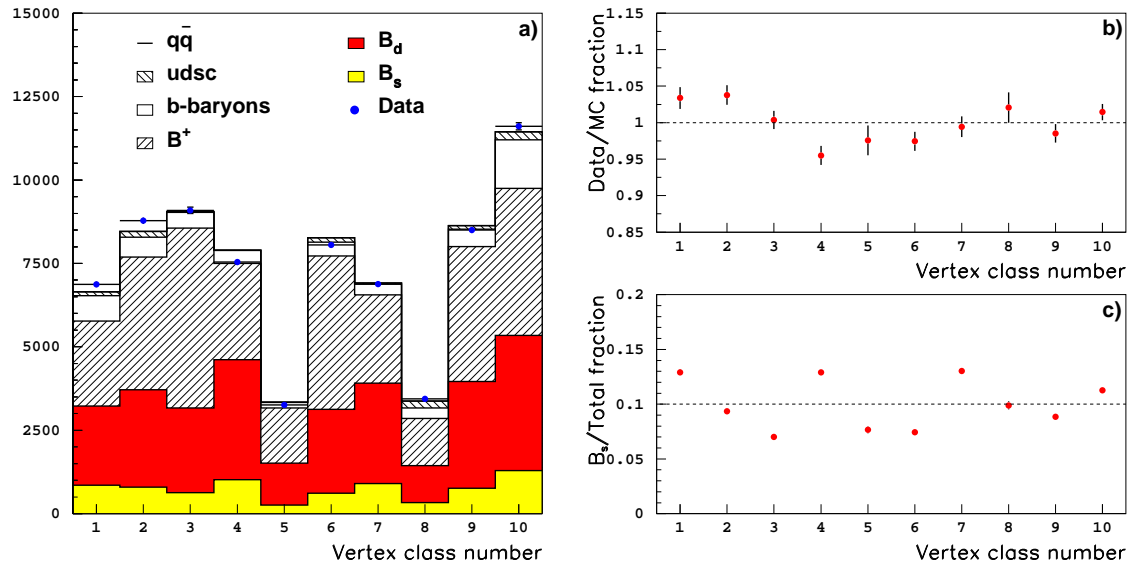 a)
qq̄
udsc
b-baryons
B⁺
B_d
B_s
Data
15000
12500
10000
7500
5000
2500
0
1 2 3 4 5 6 7 8 9 10
Vertex class number
b)
Data/MC fraction
1.15
1.1
1.05
1
0.95
0.9
0.85
1 2 3 4 5 6 7 8 9 10
Vertex class number
c)
B_s/Total fraction
0.2
0.15
0.1
0.05
0
1 2 3 4 5 6 7 8 9 10
Vertex class number